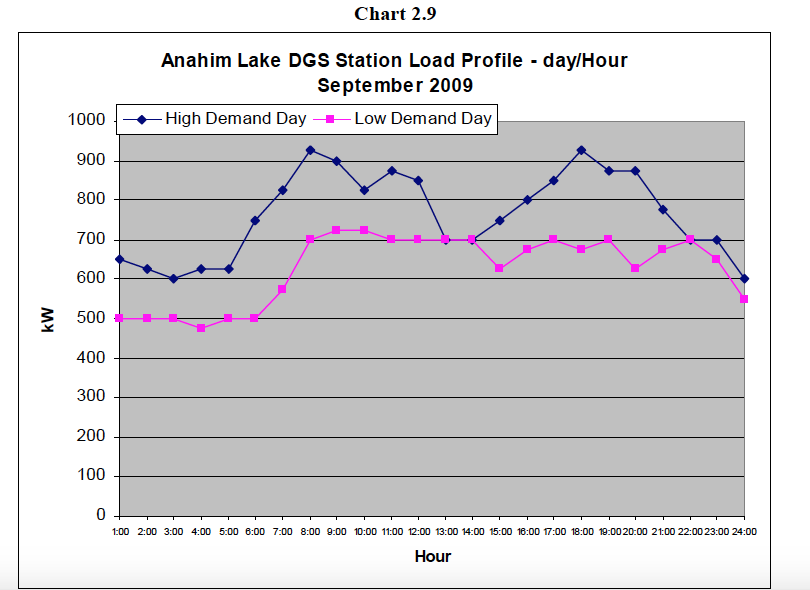 Chart 2.9
Anahim Lake DGS Station Load Profile - day/Hour
September 2009
High Demand Day Low Demand Day
1000
900
800
700
600
500
400
300
200
100
0
kW
1:00 2:00 3:00 4:00 5:00 6:00 7:00 8:00 9:00 10:00 11:00 12:00 13:00 14:00 15:00 16:00 17:00 18:00 19:00 20:00 21:00 22:00 23:00 24:00
Hour